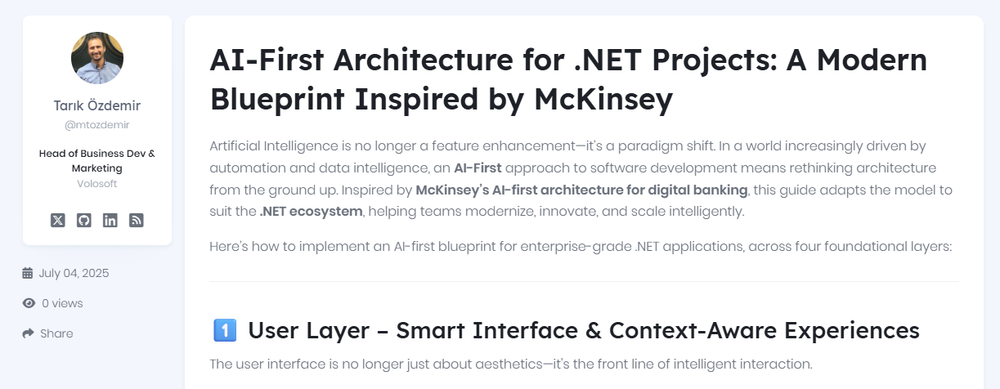 Tarık Özdemir
@mtozdemir
Head of Business Dev &
Marketing
Volosoft
July 04, 2025
0 views
Share
AI-First Architecture for .NET Projects: A Modern
Blueprint Inspired by McKinsey
Artificial Intelligence is no longer a feature enhancement—it's a paradigm shift. In a world increasingly driven by
automation and data intelligence, an AI-First approach to software development means rethinking architecture
from the ground up. Inspired by McKinsey's AI-first architecture for digital banking, this guide adapts the model to
suit the .NET ecosystem, helping teams modernize, innovate, and scale intelligently.
Here's how to implement an AI-first blueprint for enterprise-grade .NET applications, across four foundational layers:
1 User Layer – Smart Interface & Context-Aware Experiences
The user interface is no longer just about aesthetics—it's the front line of intelligent interaction.